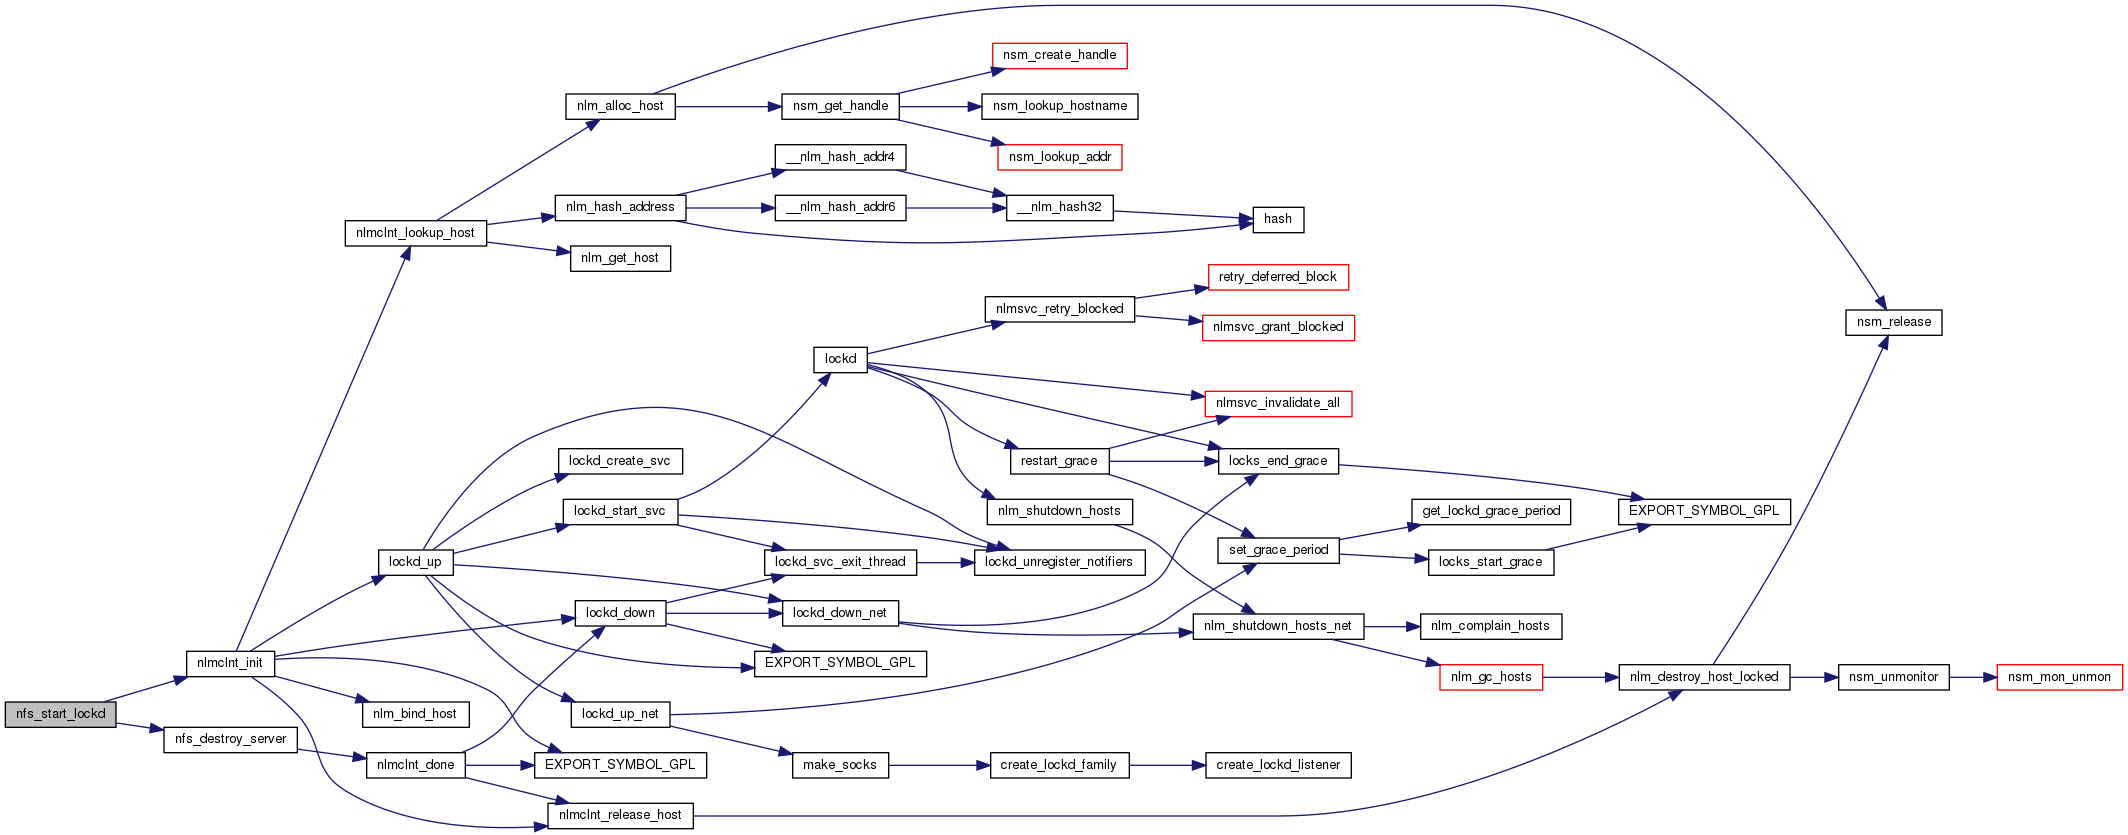 nsm_create_handle
nlm_alloc_host
nsm_get_handle
nsm_lookup_hostname
__nlm_hash_addr4
nsm_lookup_addr
nlm_hash_address
__nlm_hash_addr6
__nlm_hash32
hash
nlmclnt_lookup_host
nlm_get_host
retry_deferred_block
nlmsvc_retry_blocked
nlmsvc_grant_blocked
nsm_release
lockd
nlmsvc_invalidate_all
lockd_create_svc
restart_grace
locks_end_grace
lockd_start_svc
nlm_shutdown_hosts
get_lockd_grace_period
EXPORT_SYMBOL_GPL
set_grace_period
lockd_up
lockd_svc_exit_thread
lockd_unregister_notifiers
locks_start_grace
lockd_down
lockd_down_net
nlm_shutdown_hosts_net
nlm_complain_hosts
nlmclnt_init
EXPORT_SYMBOL_GPL
nlm_gc_hosts
nlm_destroy_host_locked
nsm_unmonitor
nsm_mon_unmon
nfs_start_lockd
nlm_bind_host
lockd_up_net
nfs_destroy_server
nlmclnt_done
EXPORT_SYMBOL_GPL
make_socks
create_lockd_family
create_lockd_listener
nlmclnt_release_host